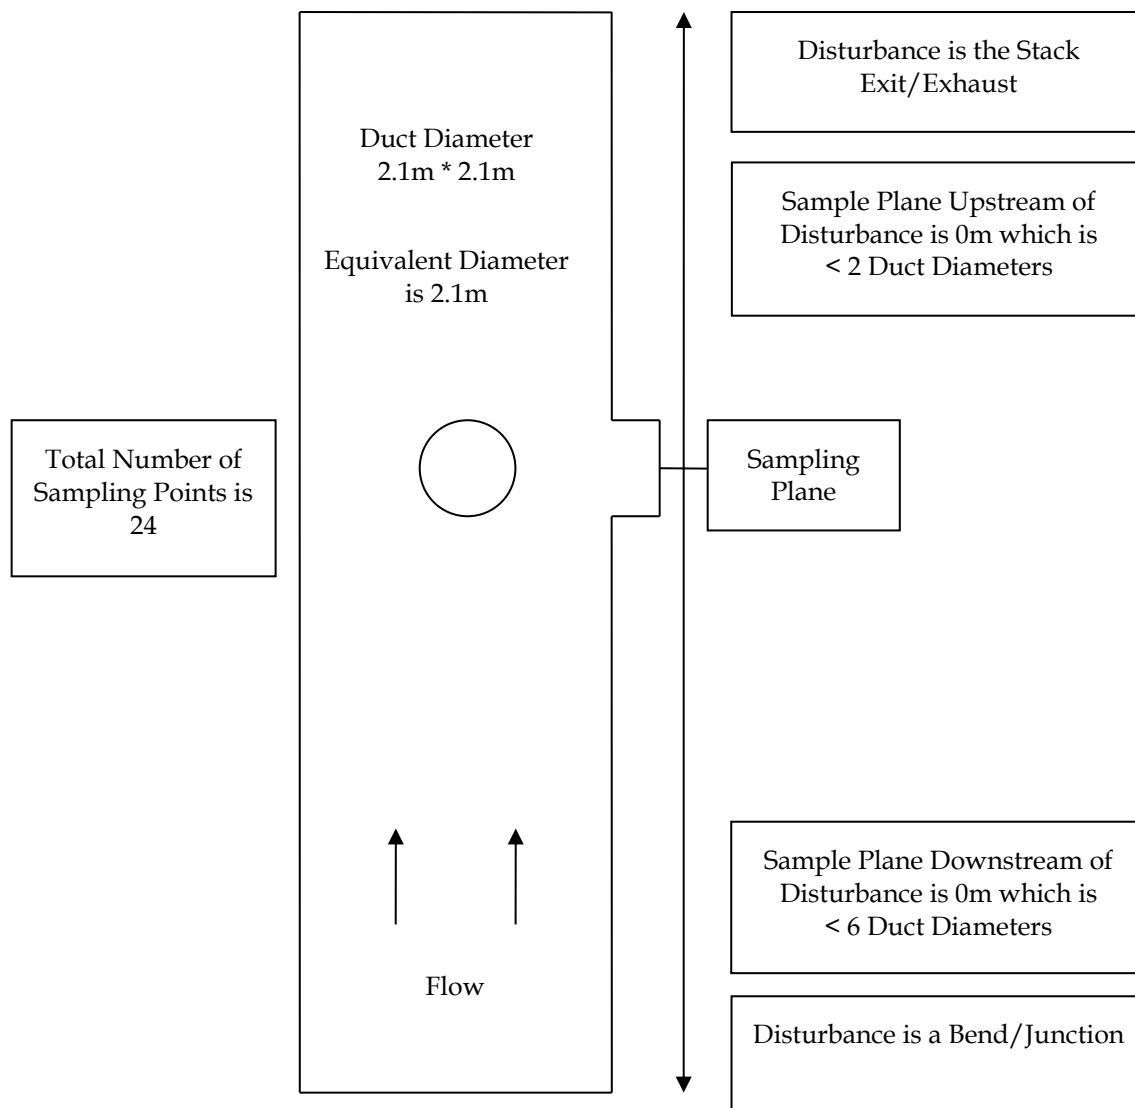 Disturbance is the Stack
Exit/Exhaust
Duct Diameter
2.1m * 2.1m
Sample Plane Upstream of
Disturbance is 0m which is
< 2 Duct Diameters
Equivalent Diameter
is 2.1m
Total Number of
Sampling Points is
24
Sampling
Plane
Sample Plane Downstream of
Disturbance is 0m which is
< 6 Duct Diameters
Flow
Disturbance is a Bend/Junction